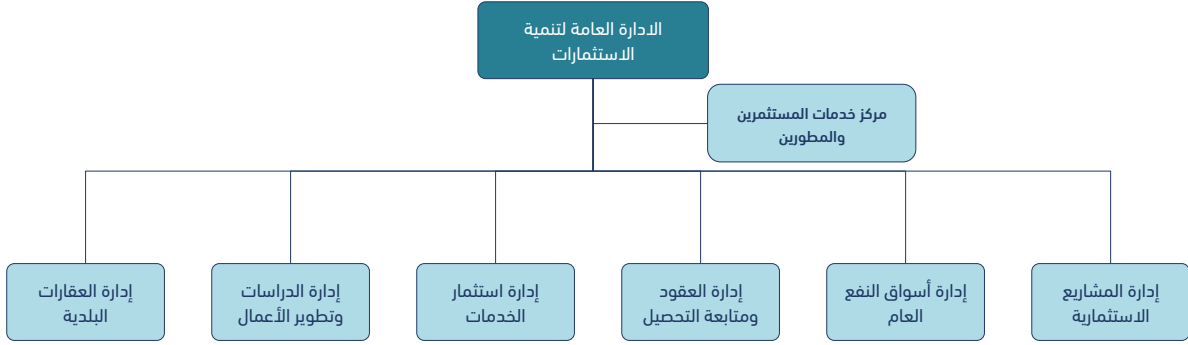 الادارة العامة لتنمية
الاستثمارات
مركز خدمات المستثمرين
والمطورين
إدارة المشاريع
الاستثمارية
إدارة أسواق النفع
العام
إدارة العقود
ومتابعة التحصيل
إدارة استثمار
الخدمات
إدارة الدراسات
وتطوير الأعمال
إدارة العقارات
البلدية